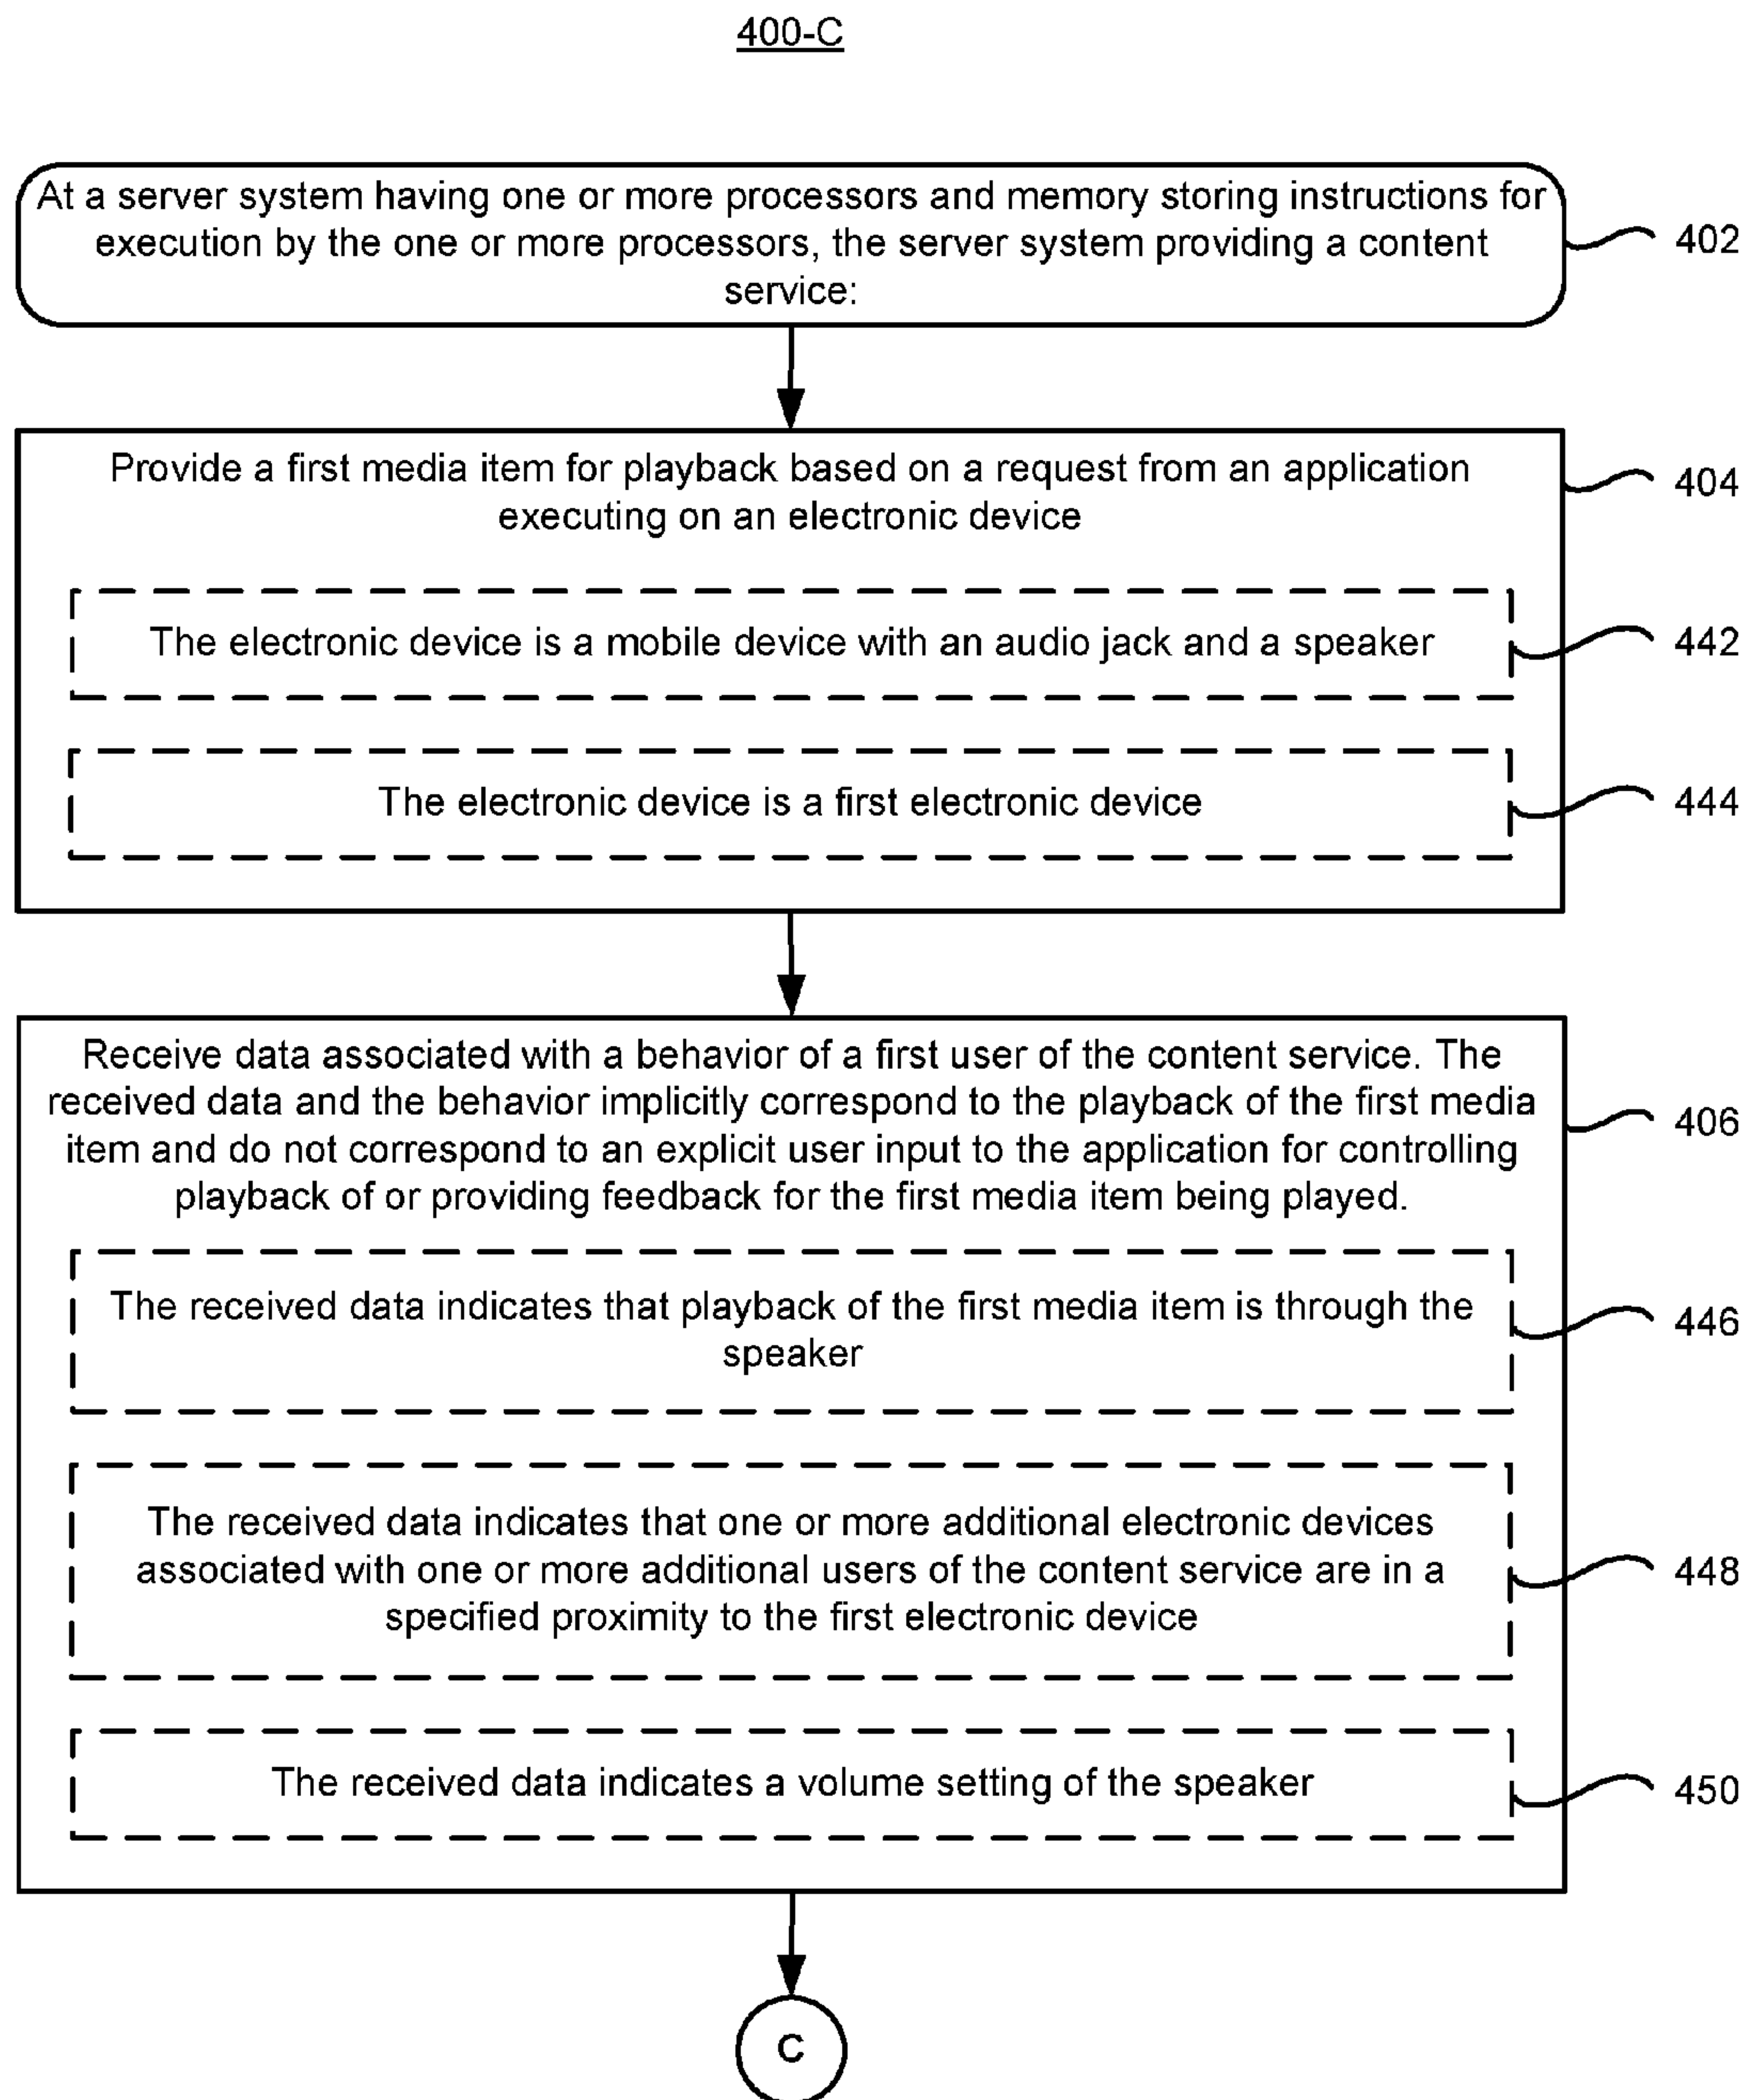 400-C
At a server system having one or more processors and memory storing instructions for
execution by the one or more processors, the server system providing a content
service:
402
Provide a first media item for playback based on a request from an application
executing on an electronic device
404
The electronic device is a mobile device with an audio jack and a speaker
442
The electronic device is a first electronic device
444
Receive data associated with a behavior of a first user of the content service. The
received data and the behavior implicitly correspond to the playback of the first media
item and do not correspond to an explicit user input to the application for controlling
playback of or providing feedback for the first media item being played.
406
The received data indicates that playback of the first media item is through the
speaker
446
The received data indicates that one or more additional electronic devices
associated with one or more additional users of the content service are in a
specified proximity to the first electronic device
448
The received data indicates a volume setting of the speaker
450
C